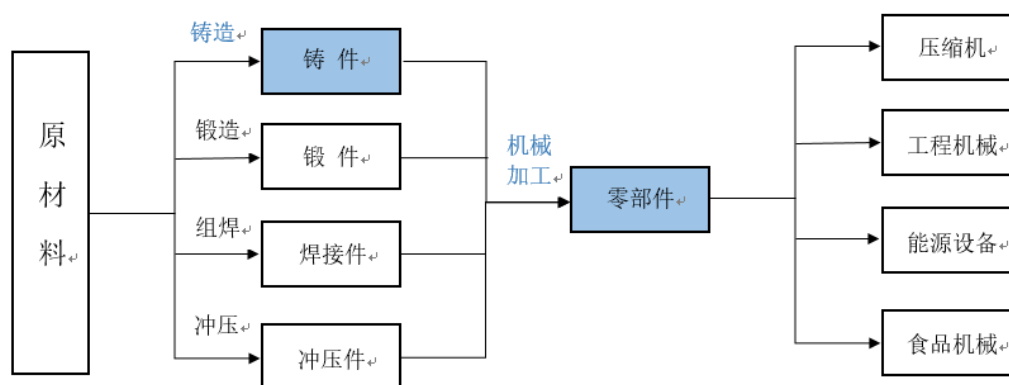 原
材
料
铸造
铸 件
锻造
锻 件
组焊
焊接件
冲压
冲压件
机械
加工
零部件
压缩机
工程机械
能源设备
食品机械